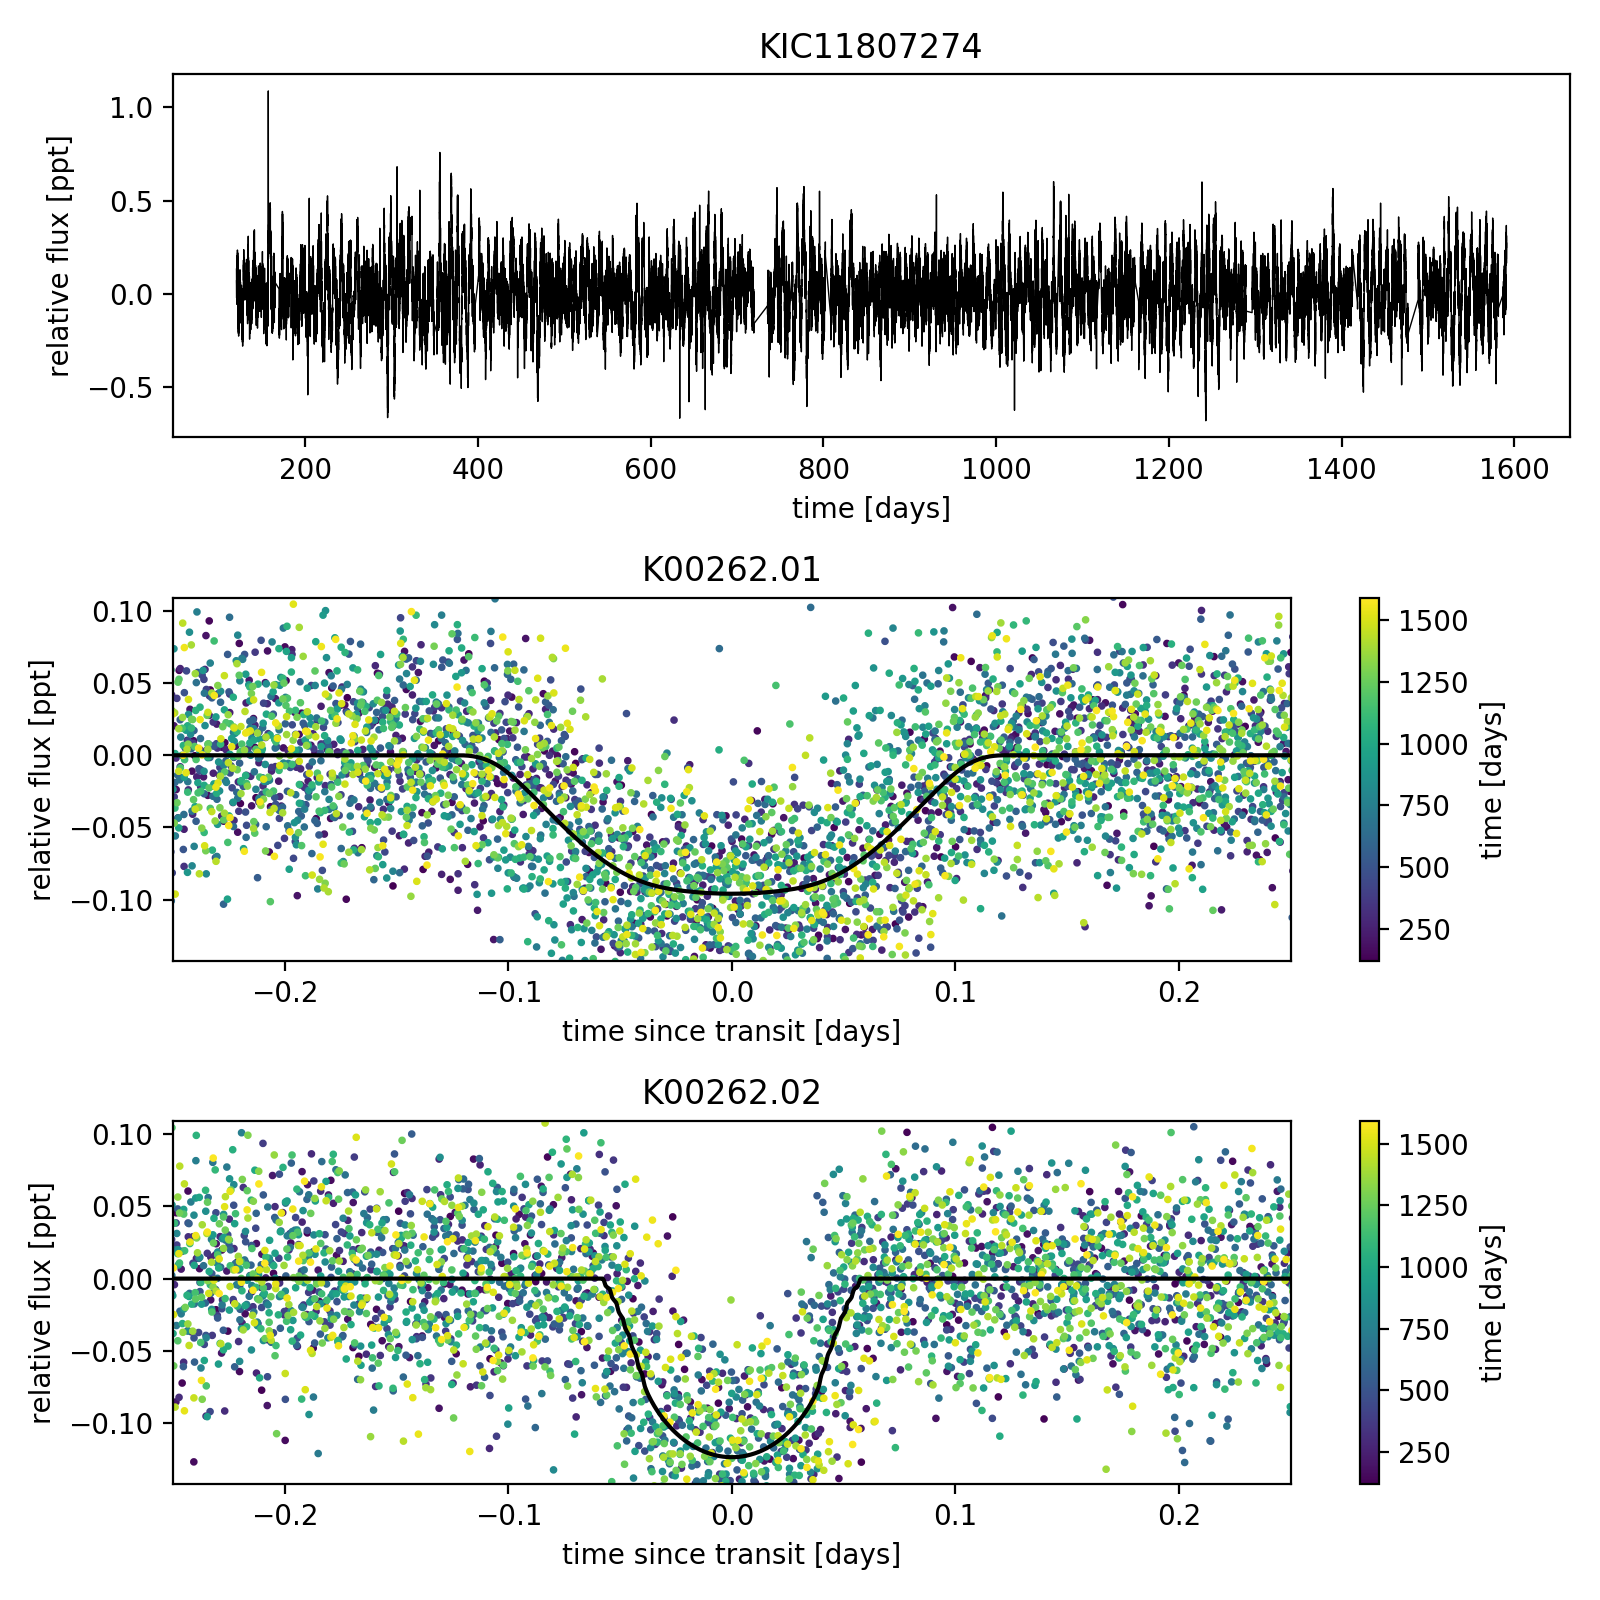 KIC11807274
relative flux [ppt]
1.0
0.5
0.0
−0.5
200 400 600 800 1000 1200 1400 1600
time [days]
K00262.01
relative flux [ppt]
0.10
0.05
0.00
−0.05
−0.10
−0.2 −0.1 0.0 0.1 0.2
time since transit [days]
1500
1250
1000
750
500
250
time [days]
K00262.02
relative flux [ppt]
0.10
0.05
0.00
−0.05
−0.10
−0.2 −0.1 0.0 0.1 0.2
time since transit [days]
1500
1250
1000
750
500
250
time [days]